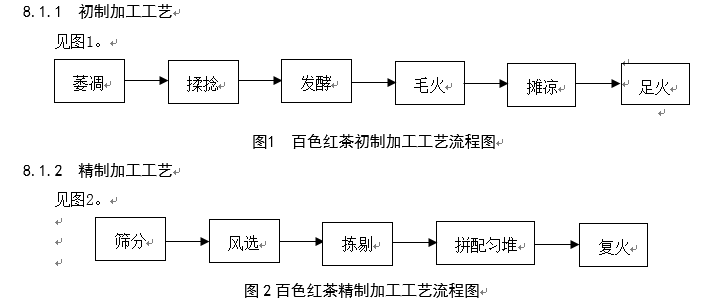 8.1.1 初制加工工艺
见图1。
萎凋 揉捻 发酵 毛火 摊凉 足火
图1 百色红茶初制加工工艺流程图
8.1.2 精制加工工艺
见图2。
筛分 风选 拣剔 拼配匀堆 复火
图2百色红茶精制加工工艺流程图